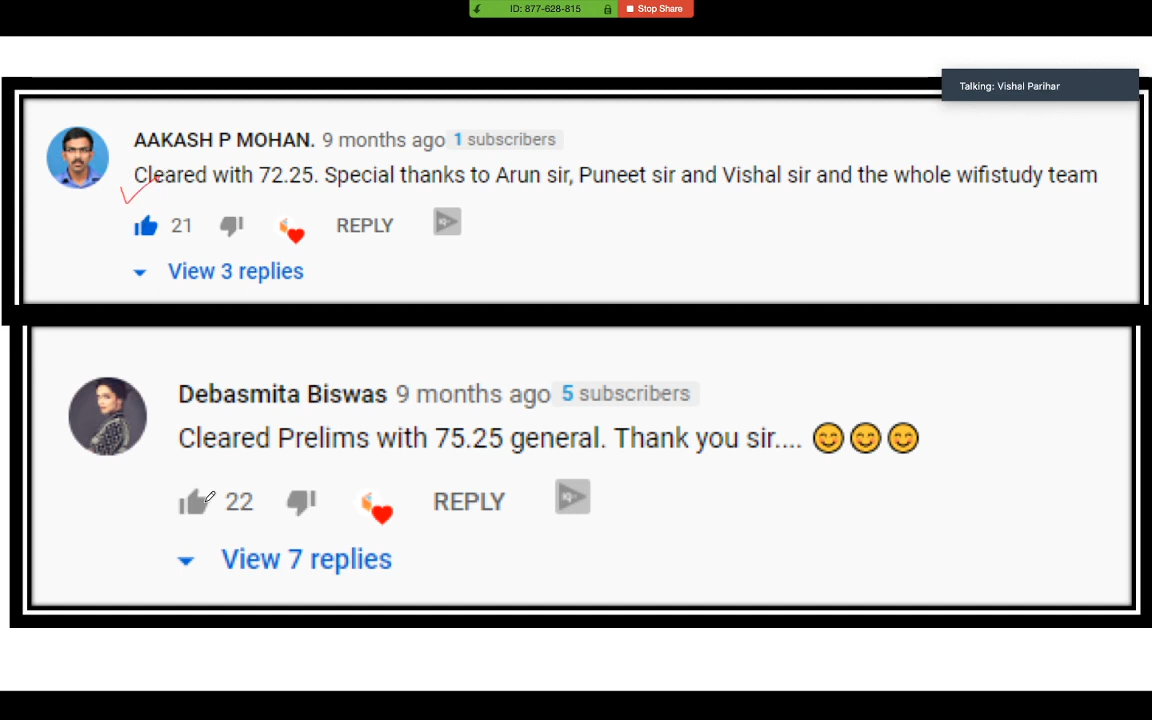 ID: 877-628-815 Stop Share
Talking: Vishal Parihar
AAKASH P MOHAN. 9 months ago 1 subscribers
Cleared with 72.25. Special thanks to Arun sir, Puneet sir and Vishal sir and the whole wifistudy team
21 REPLY
View 3 replies
Debasmita Biswas 9 months ago 5 subscribers
Cleared Prelims with 75.25 general. Thank you sir.... 😊😊😊
22 REPLY
View 7 replies